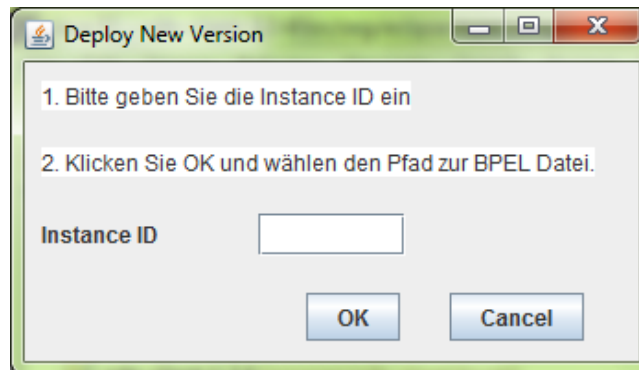 Deploy New Version
1. Bitte geben Sie die Instance ID ein
2. Klicken Sie OK und wählen den Pfad zur BPEL Datei.
Instance ID
OK Cancel